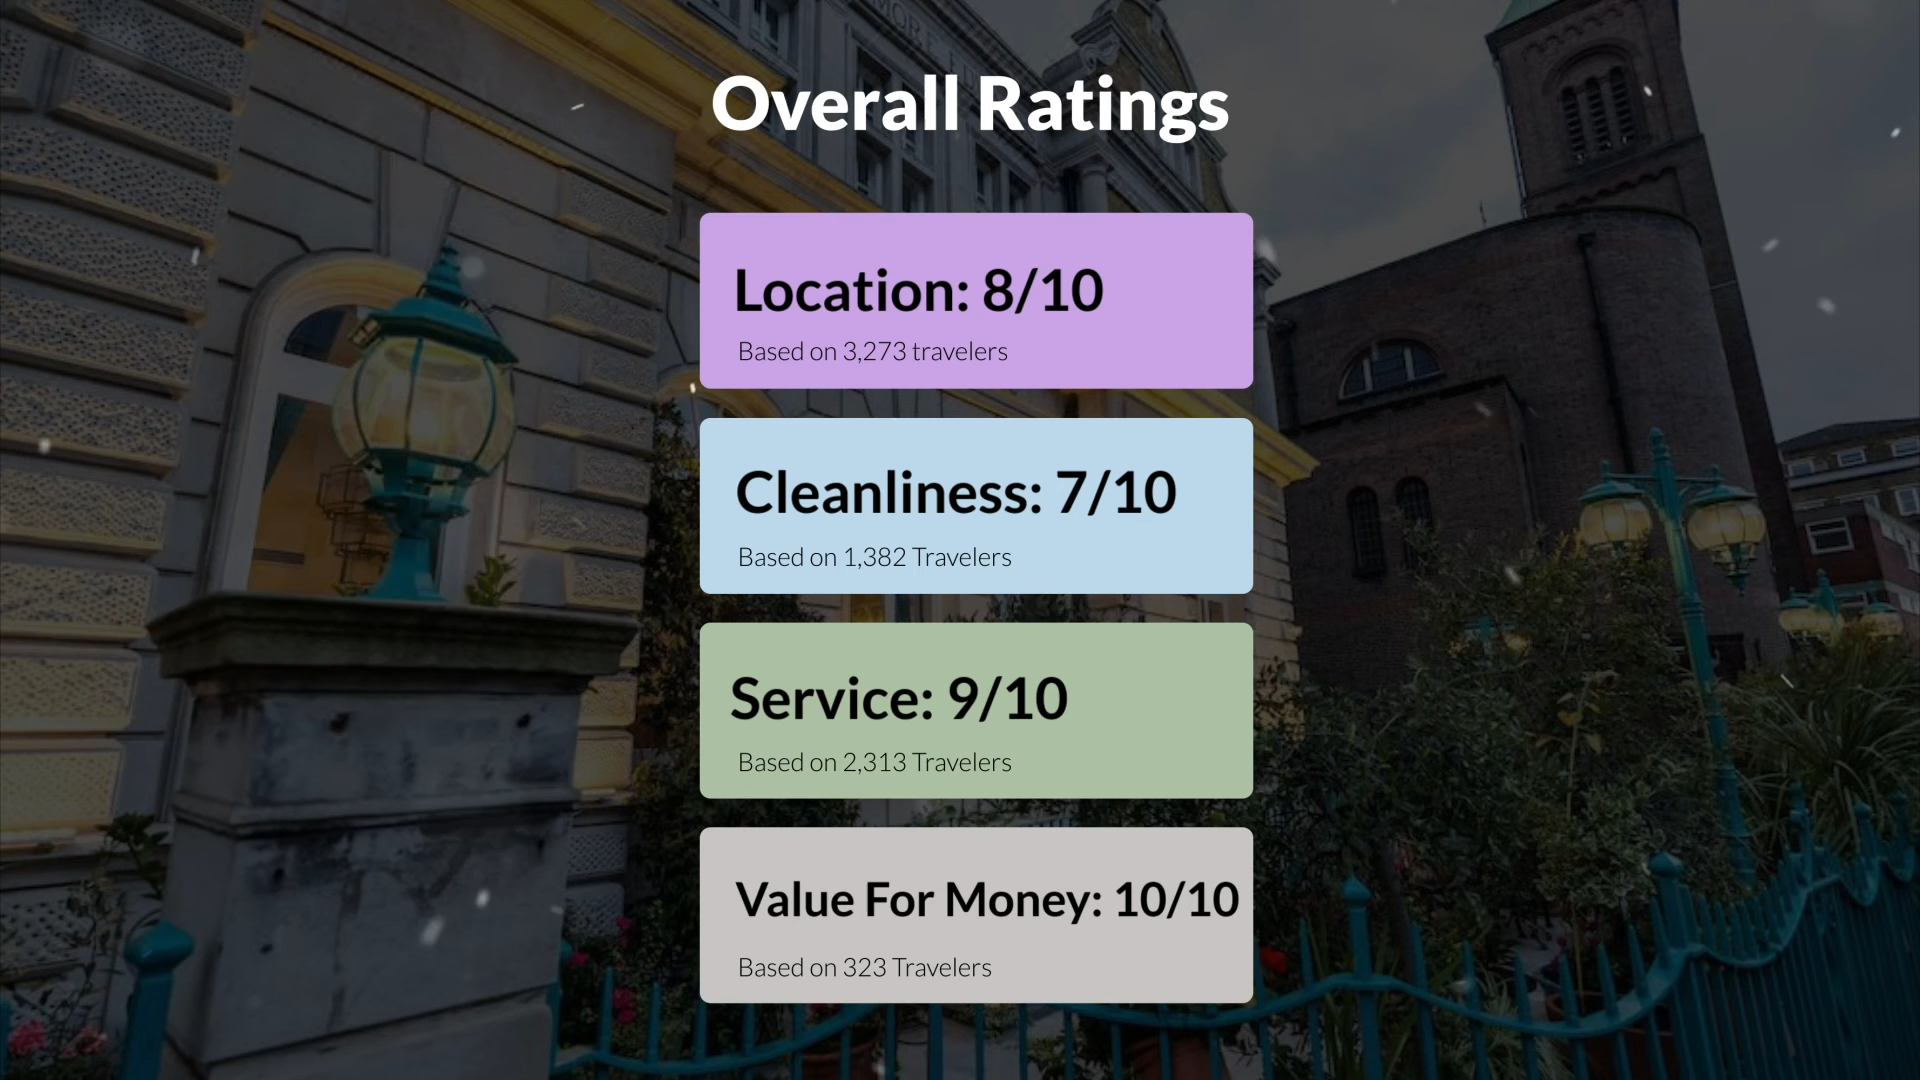 Overall Ratings
Location: 8/10
Based on 3,273 travelers
Cleanliness: 7/10
Based on 1,382 Travelers
Service: 9/10
Based on 2,313 Travelers
Value For Money: 10/10
Based on 323 Travelers